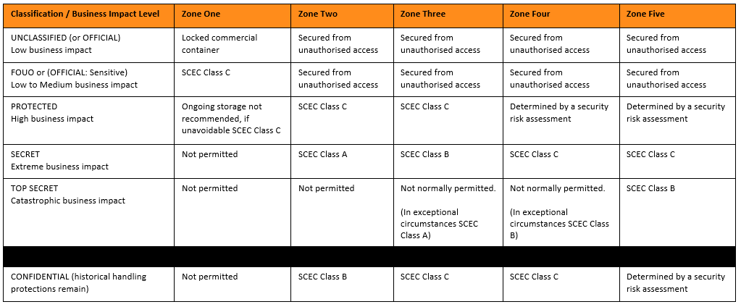 Classification / Business Impact Level Zone One Zone Two Zone Three Zone Four Zone Five
UNCLASSIFIED (or OFFICIAL) Locked commercial Secured from Secured from Secured from Secured from
Low business impact container unauthorised access unauthorised access unauthorised access unauthorised access
FOUO or (OFFICIAL: Sensitive) SCEC Class C Secured from Secured from Secured from Secured from
Low to Medium business impact unauthorised access unauthorised access unauthorised access unauthorised access
PROTECTED Ongoing storage not SCEC Class C SCEC Class C Determined by a security Determined by a security
High business impact recommended, if risk assessment risk assessment
unavoidable SCEC Class C
SECRET Not permitted SCEC Class A SCEC Class B SCEC Class C SCEC Class C
Extreme business impact
TOP SECRET Not permitted Not permitted Not normally permitted. Not normally permitted. SCEC Class B
Catastrophic business impact
(In exceptional (In exceptional
circumstances SCEC circumstances SCEC Class
Class A) B)
CONFIDENTIAL (historical handling Not permitted SCEC Class B SCEC Class C SCEC Class C Determined by a security
protections remain) risk assessment